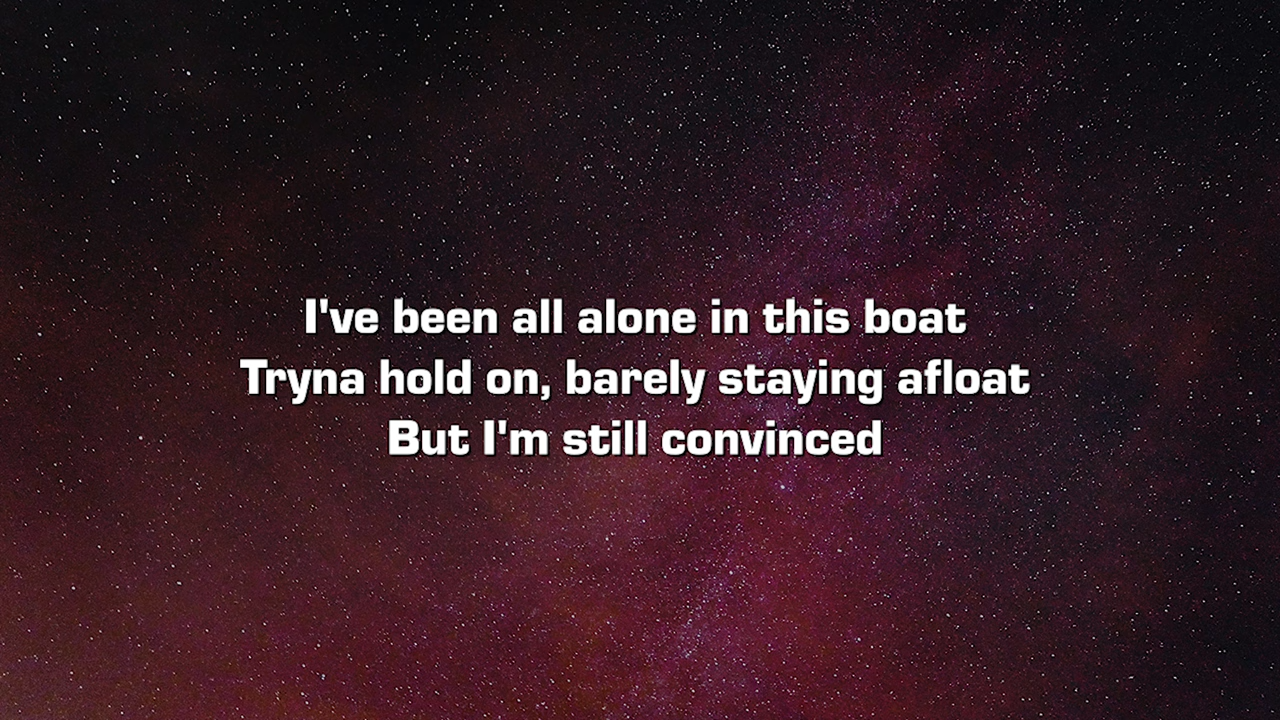 I've been all alone in this boat
Tryna hold on, barely staying afloat
But I'm still convinced